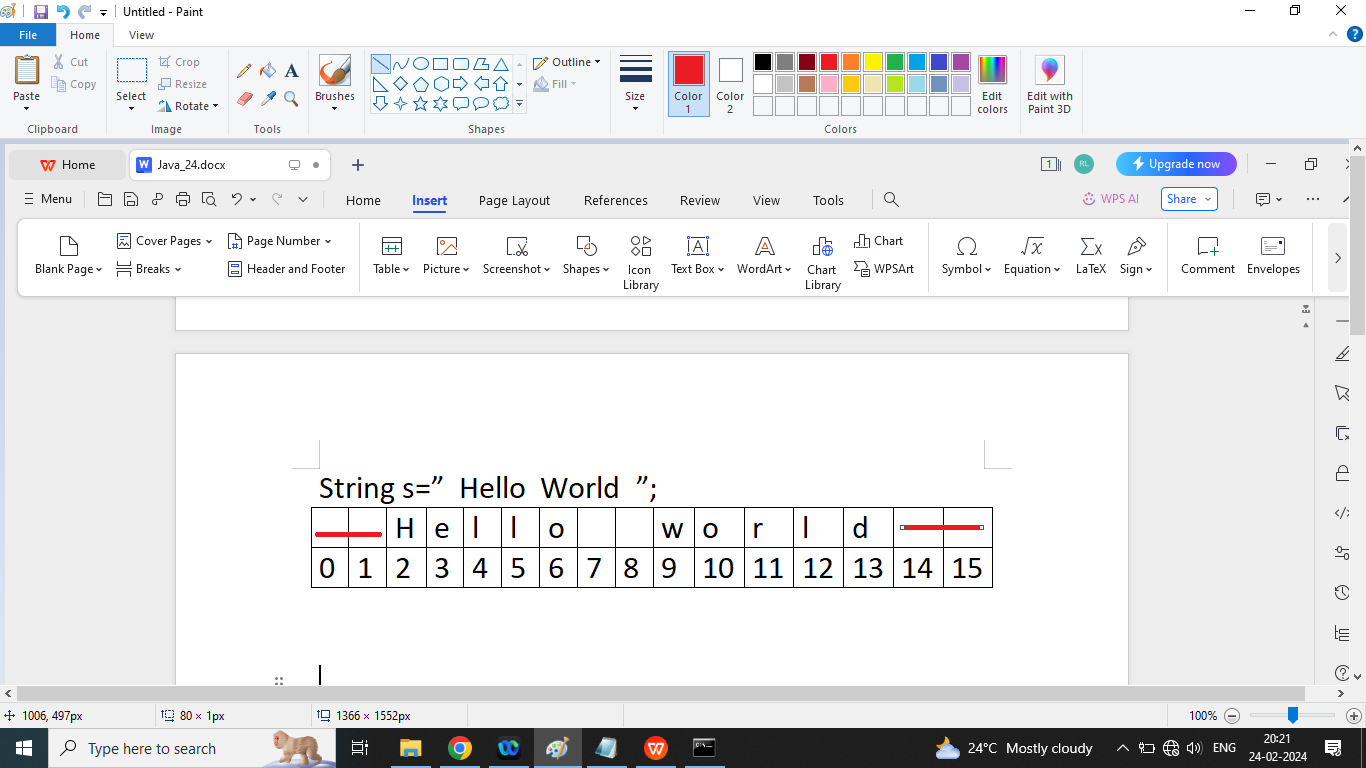 Untitled - Paint
File Home View
Paste Cut Copy Clipboard
Select Crop Resize Rotate Image
A Tools
Brushes
Outline Fill Shapes
Size
Color 1 Color 2 Edit colors Colors
Edit with Paint 3D
Home W Java_24.docx + 1 RL Upgrade now
Menu Home Insert Page Layout References Review View Tools WPS AI Share
Blank Page Cover Pages Breaks Page Number Header and Footer Table Picture Screenshot Shapes Icon Library Text Box WordArt Chart Library Chart WPSArt Symbol Equation LaTeX Sign Comment Envelopes
String s=” Hello World ”;
H e l l o w o r l d
0 1 2 3 4 5 6 7 8 9 10 11 12 13 14 15
1006, 497px 80 × 1px 1366 × 1552px 100%
Type here to search 24°C Mostly cloudy ENG 20:21
24-02-2024